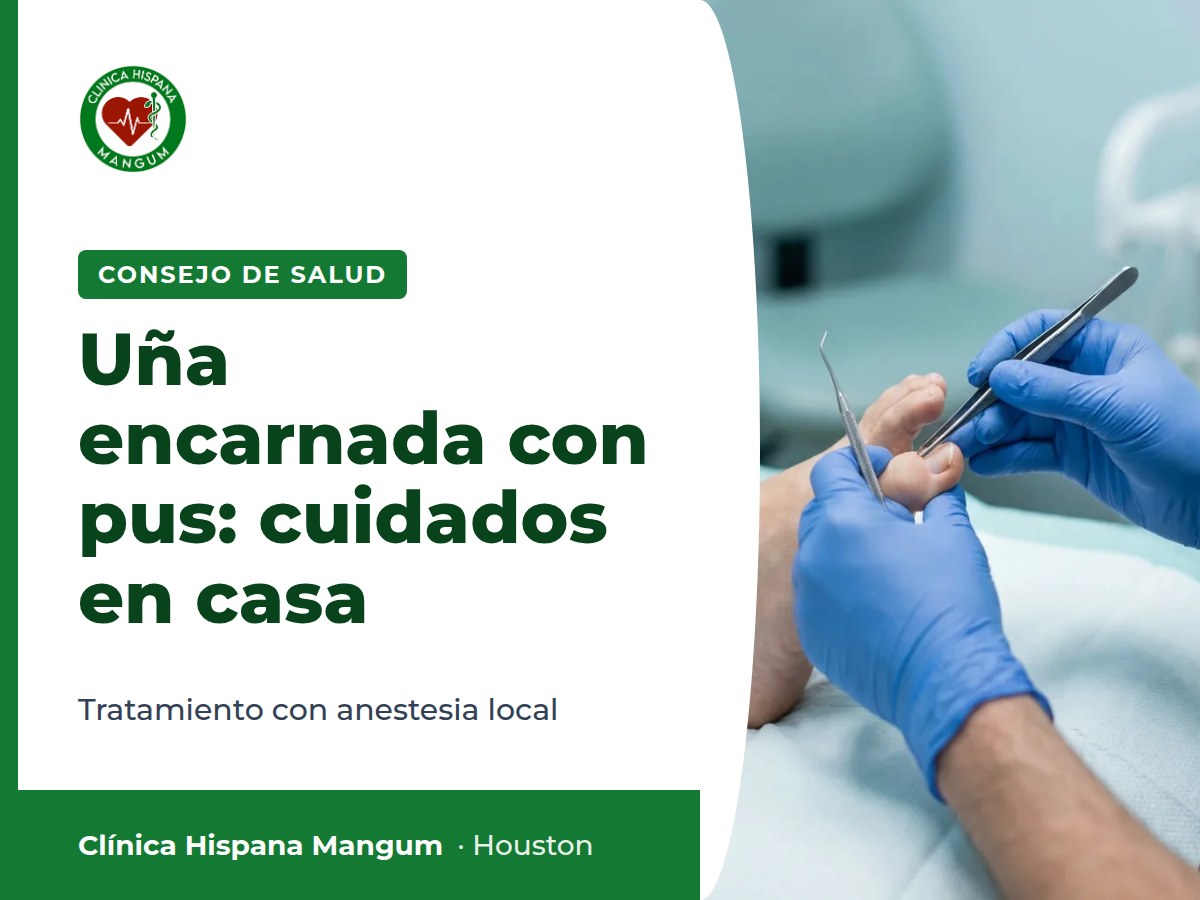 CLINICA HISPANA
MANGUM
CONSEJO DE SALUD
Uña
encarnada con
pus: cuidados
en casa
Tratamiento con anestesia local
Clínica Hispana Mangum · Houston